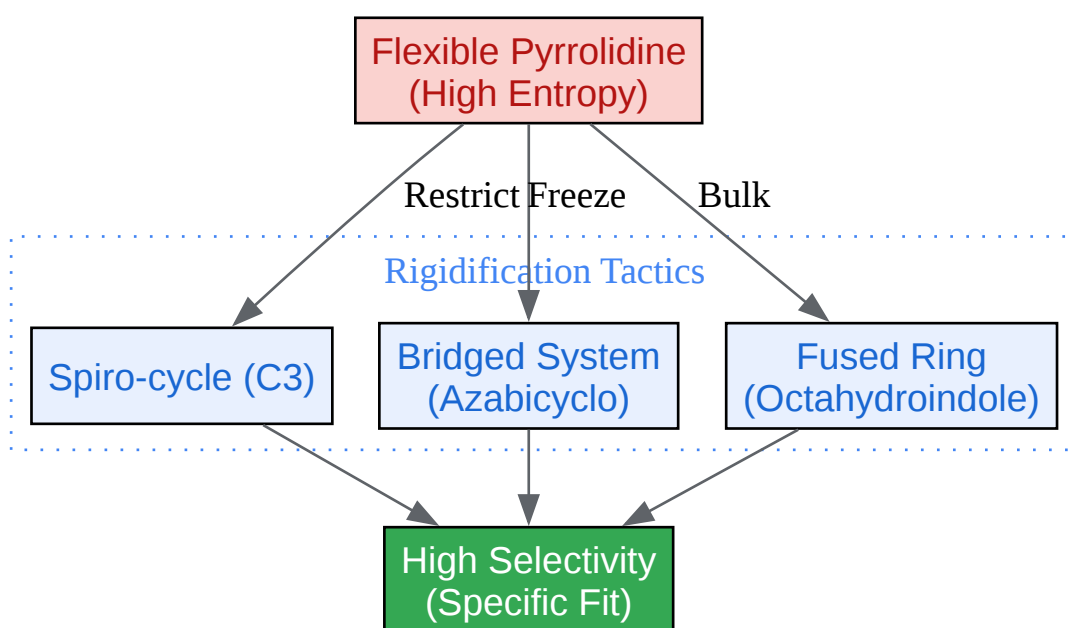 Flexible Pyrrolidine
(High Entropy)
Restrict
Freeze
Bulk
Rigidification Tactics
Spiro-cycle (C3)
Bridged System
(Azabicyclo)
Fused Ring
(Octahydroindole)
High Selectivity
(Specific Fit)